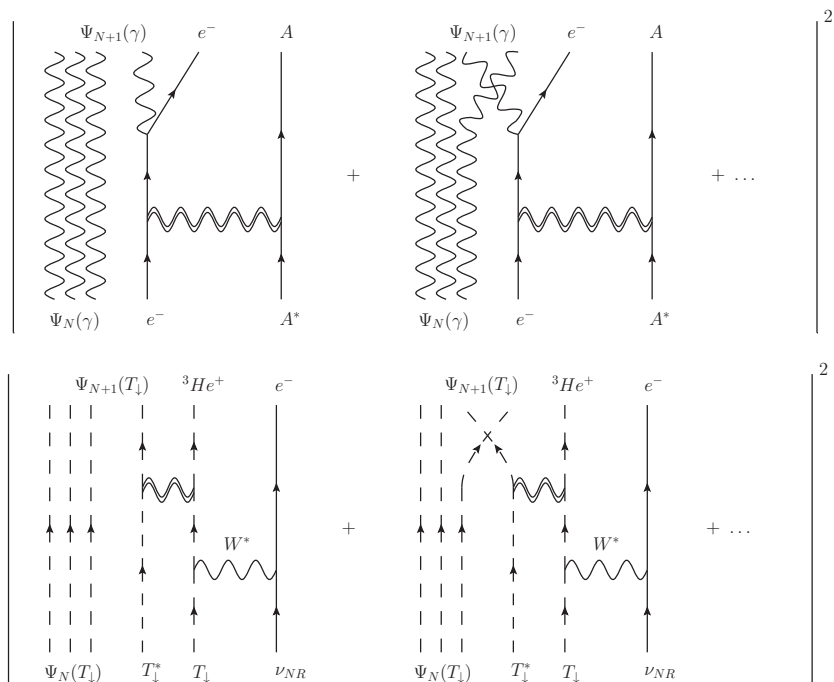 2
Ψ_{N+1}(γ) e⁻ A Ψ_{N+1}(γ) e⁻ A
+ + ...
Ψ_N(γ) e⁻ A* Ψ_N(γ) e⁻ A*
2
Ψ_{N+1}(T_↓) ³He⁺ e⁻ Ψ_{N+1}(T_↓) ³He⁺ e⁻
+ + ...
W* W*
Ψ_N(T_↓) T_↓* T_↓ ν_{NR} Ψ_N(T_↓) T_↓* T_↓ ν_{NR}